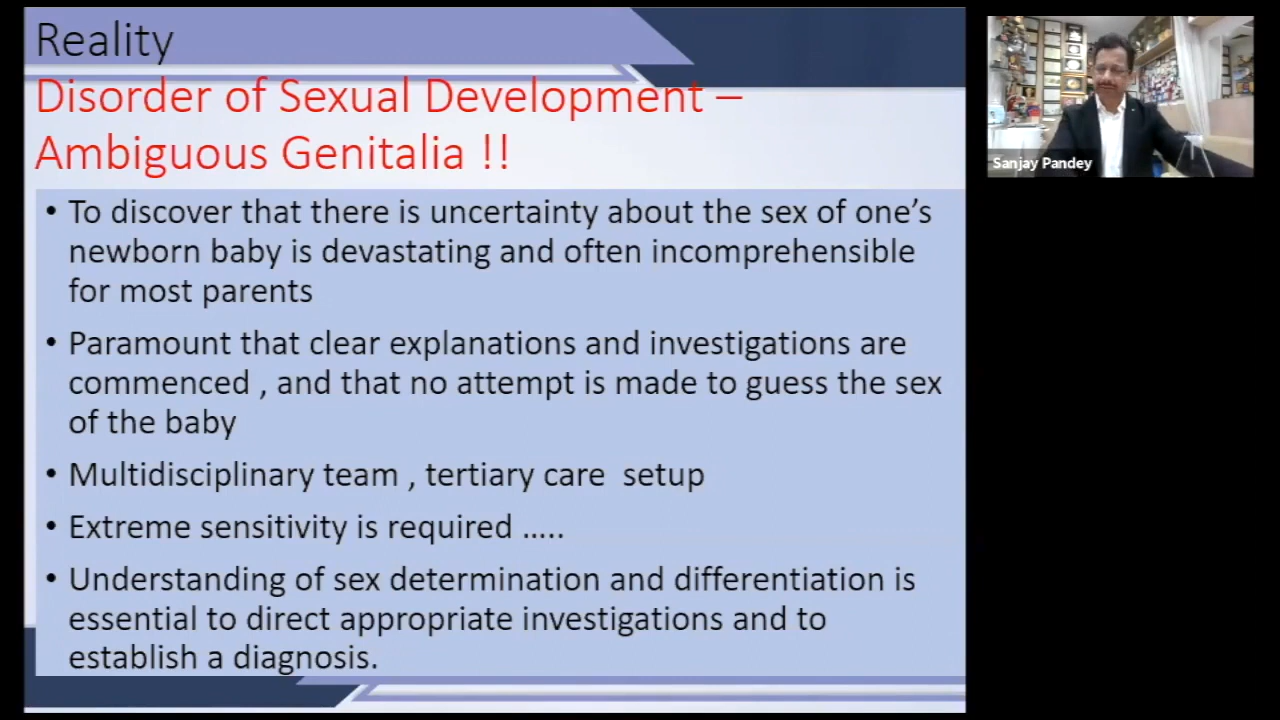 Reality
Disorder of Sexual Development –
Ambiguous Genitalia !!
• To discover that there is uncertainty about the sex of one’s
newborn baby is devastating and often incomprehensible
for most parents
• Paramount that clear explanations and investigations are
commenced , and that no attempt is made to guess the sex
of the baby
• Multidisciplinary team , tertiary care setup
• Extreme sensitivity is required .....
• Understanding of sex determination and differentiation is
essential to direct appropriate investigations and to
establish a diagnosis.
Sanjay Pandey